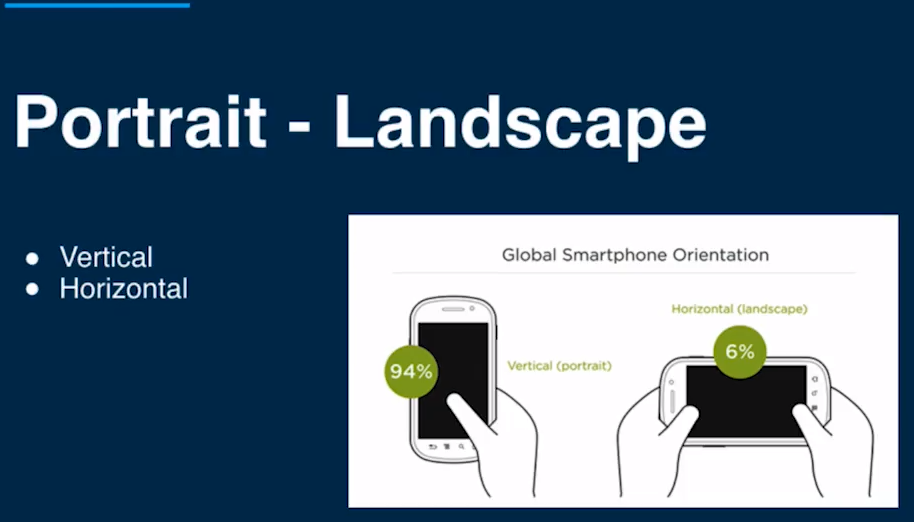 Portrait - Landscape
● Vertical
● Horizontal
Global Smartphone Orientation
Horizontal (landscape)
6%
94%
Vertical (portrait)